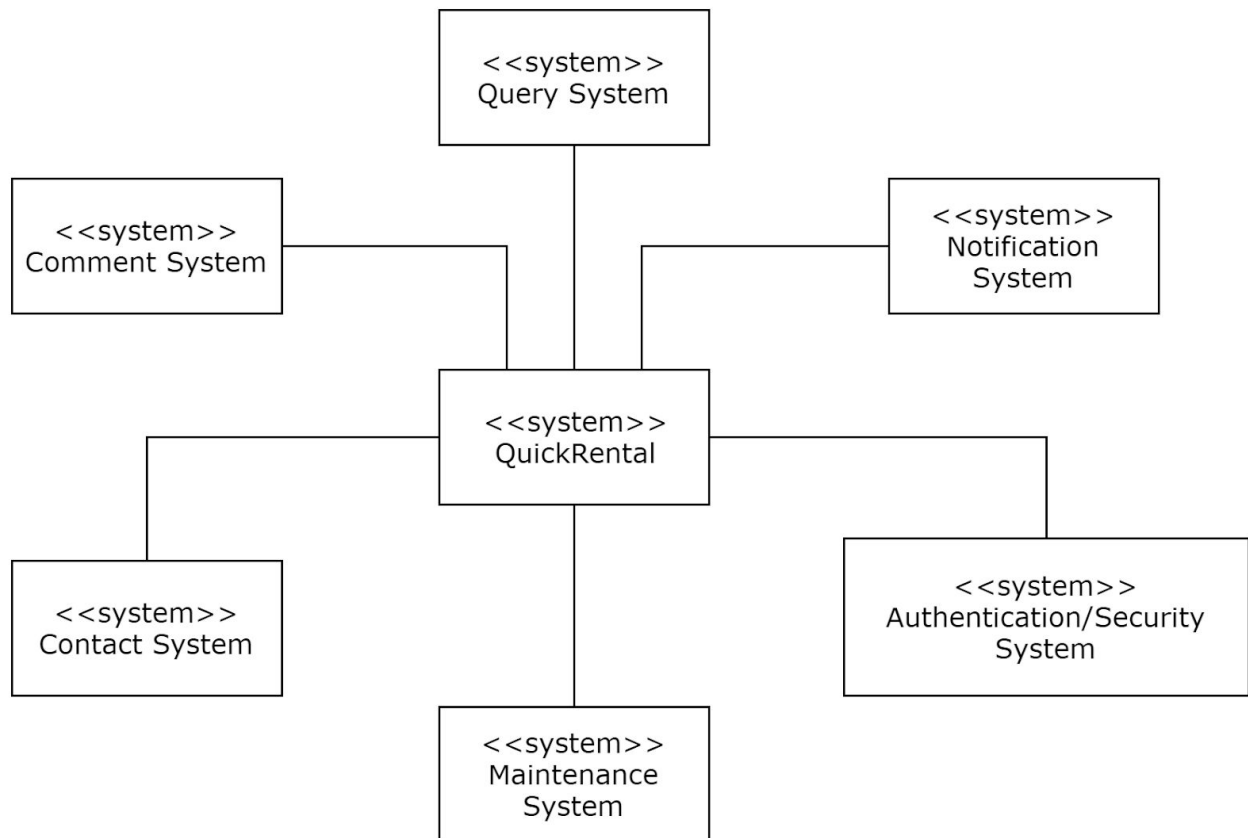 <<system>>
Query System
<<system>>
Comment System
<<system>>
Notification
System
<<system>>
QuickRental
<<system>>
Contact System
<<system>>
Authentication/Security
System
<<system>>
Maintenance
System